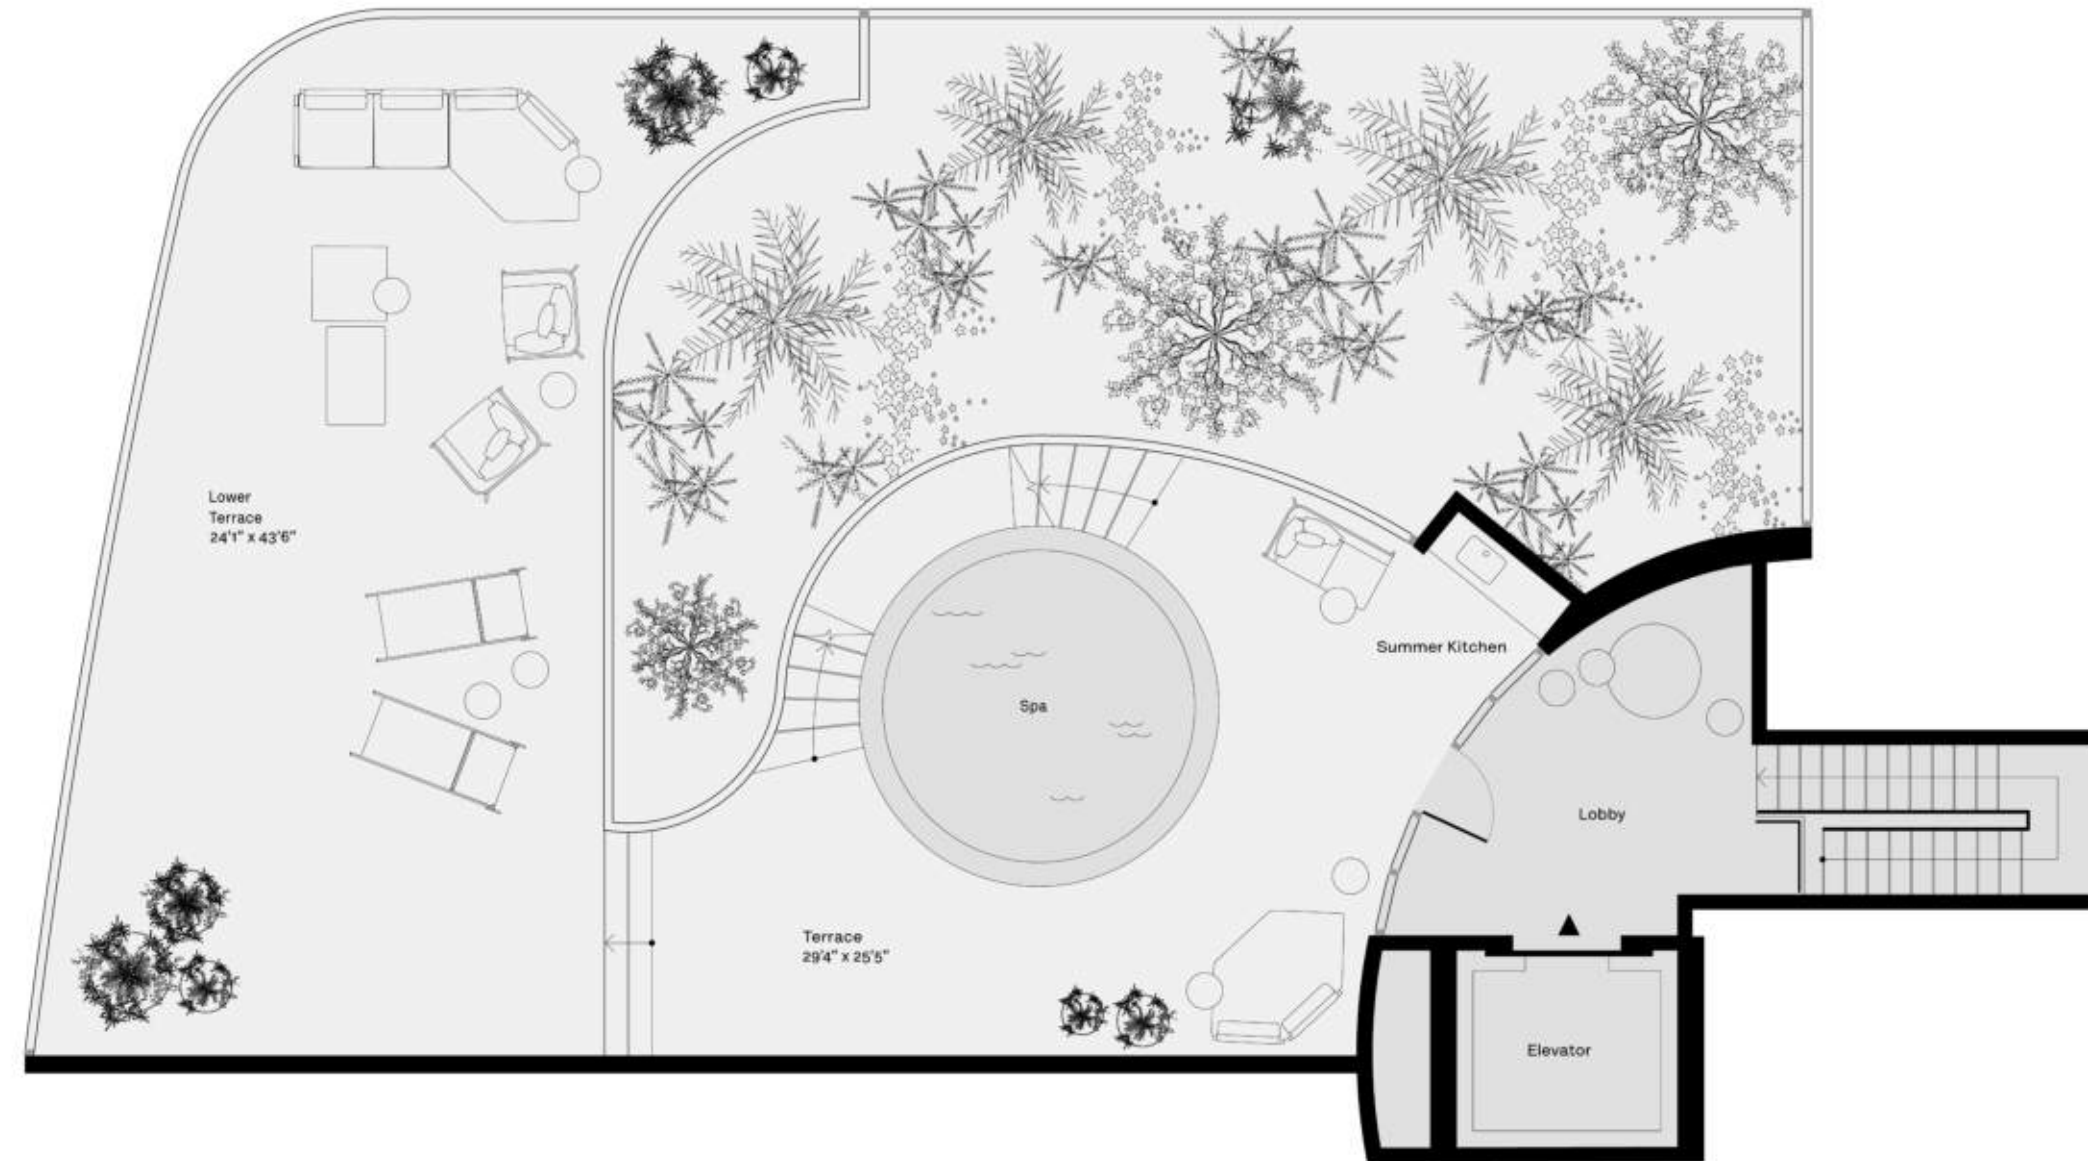 Lower
Terrace
24'1" x 43'6"
Summer Kitchen
Spa
Lobby
Terrace
29'4" x 25'5"
Elevator